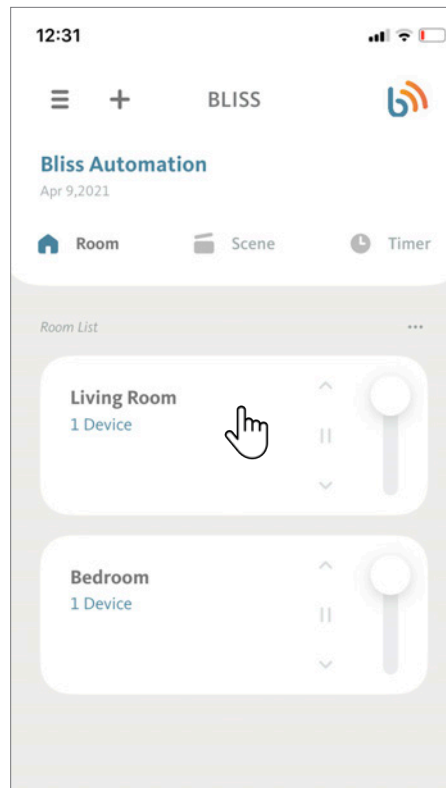 12:31
BLISS
Bliss Automation
Apr 9,2021
Room Scene Timer
Room List
Living Room
1 Device
Bedroom
1 Device